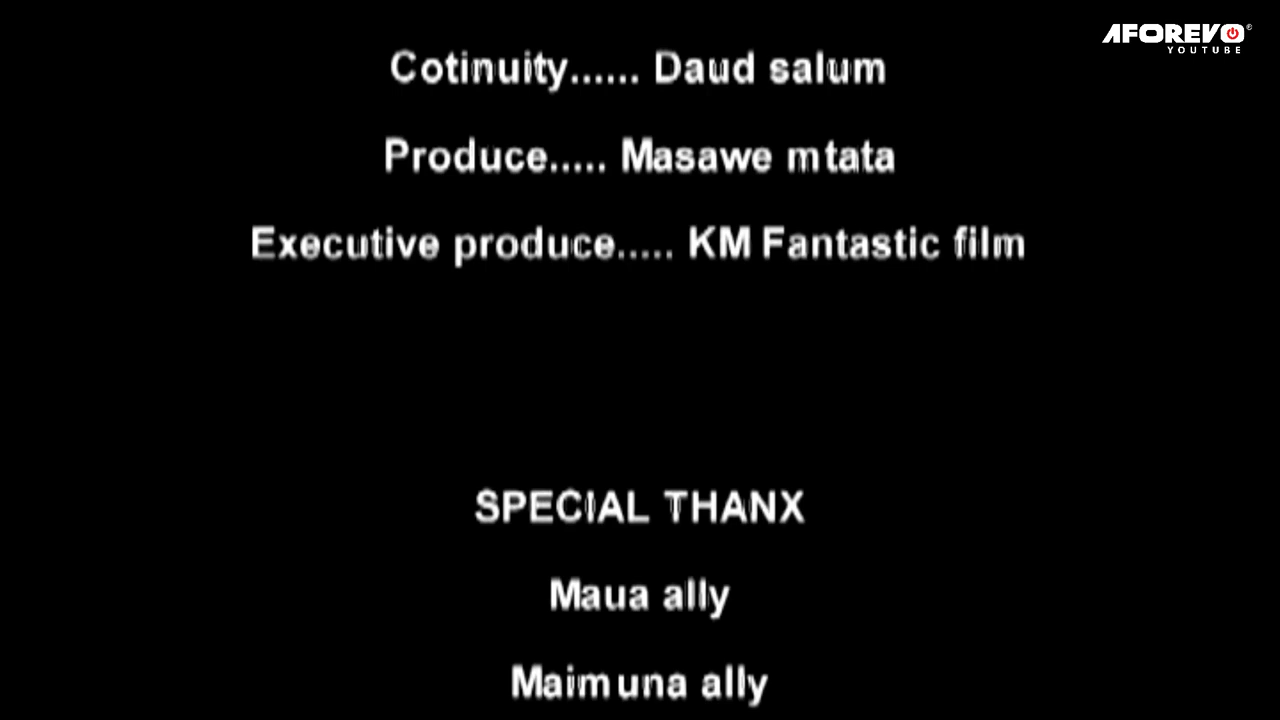 AFOREVO
YOUTUBE
Cotinuity...... Daud salum
Produce..... Masawe mtata
Executive produce..... KM Fantastic film
SPECIAL THANX
Maua ally
Maimuna ally